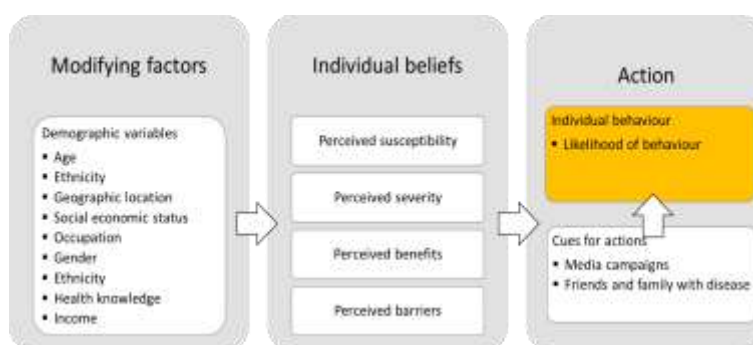 Modifying factors
Demographic variables
▪ Age
▪ Ethnicity
▪ Geographic location
▪ Social economic status
▪ Occupation
▪ Gender
▪ Ethnicity
▪ Health knowledge
▪ Income
Individual beliefs
Perceived susceptibility
Perceived severity
Perceived benefits
Perceived barriers
Action
Individual behaviour
▪ Likelihood of behaviour
Cues for actions
▪ Media campaigns
▪ Friends and family with disease